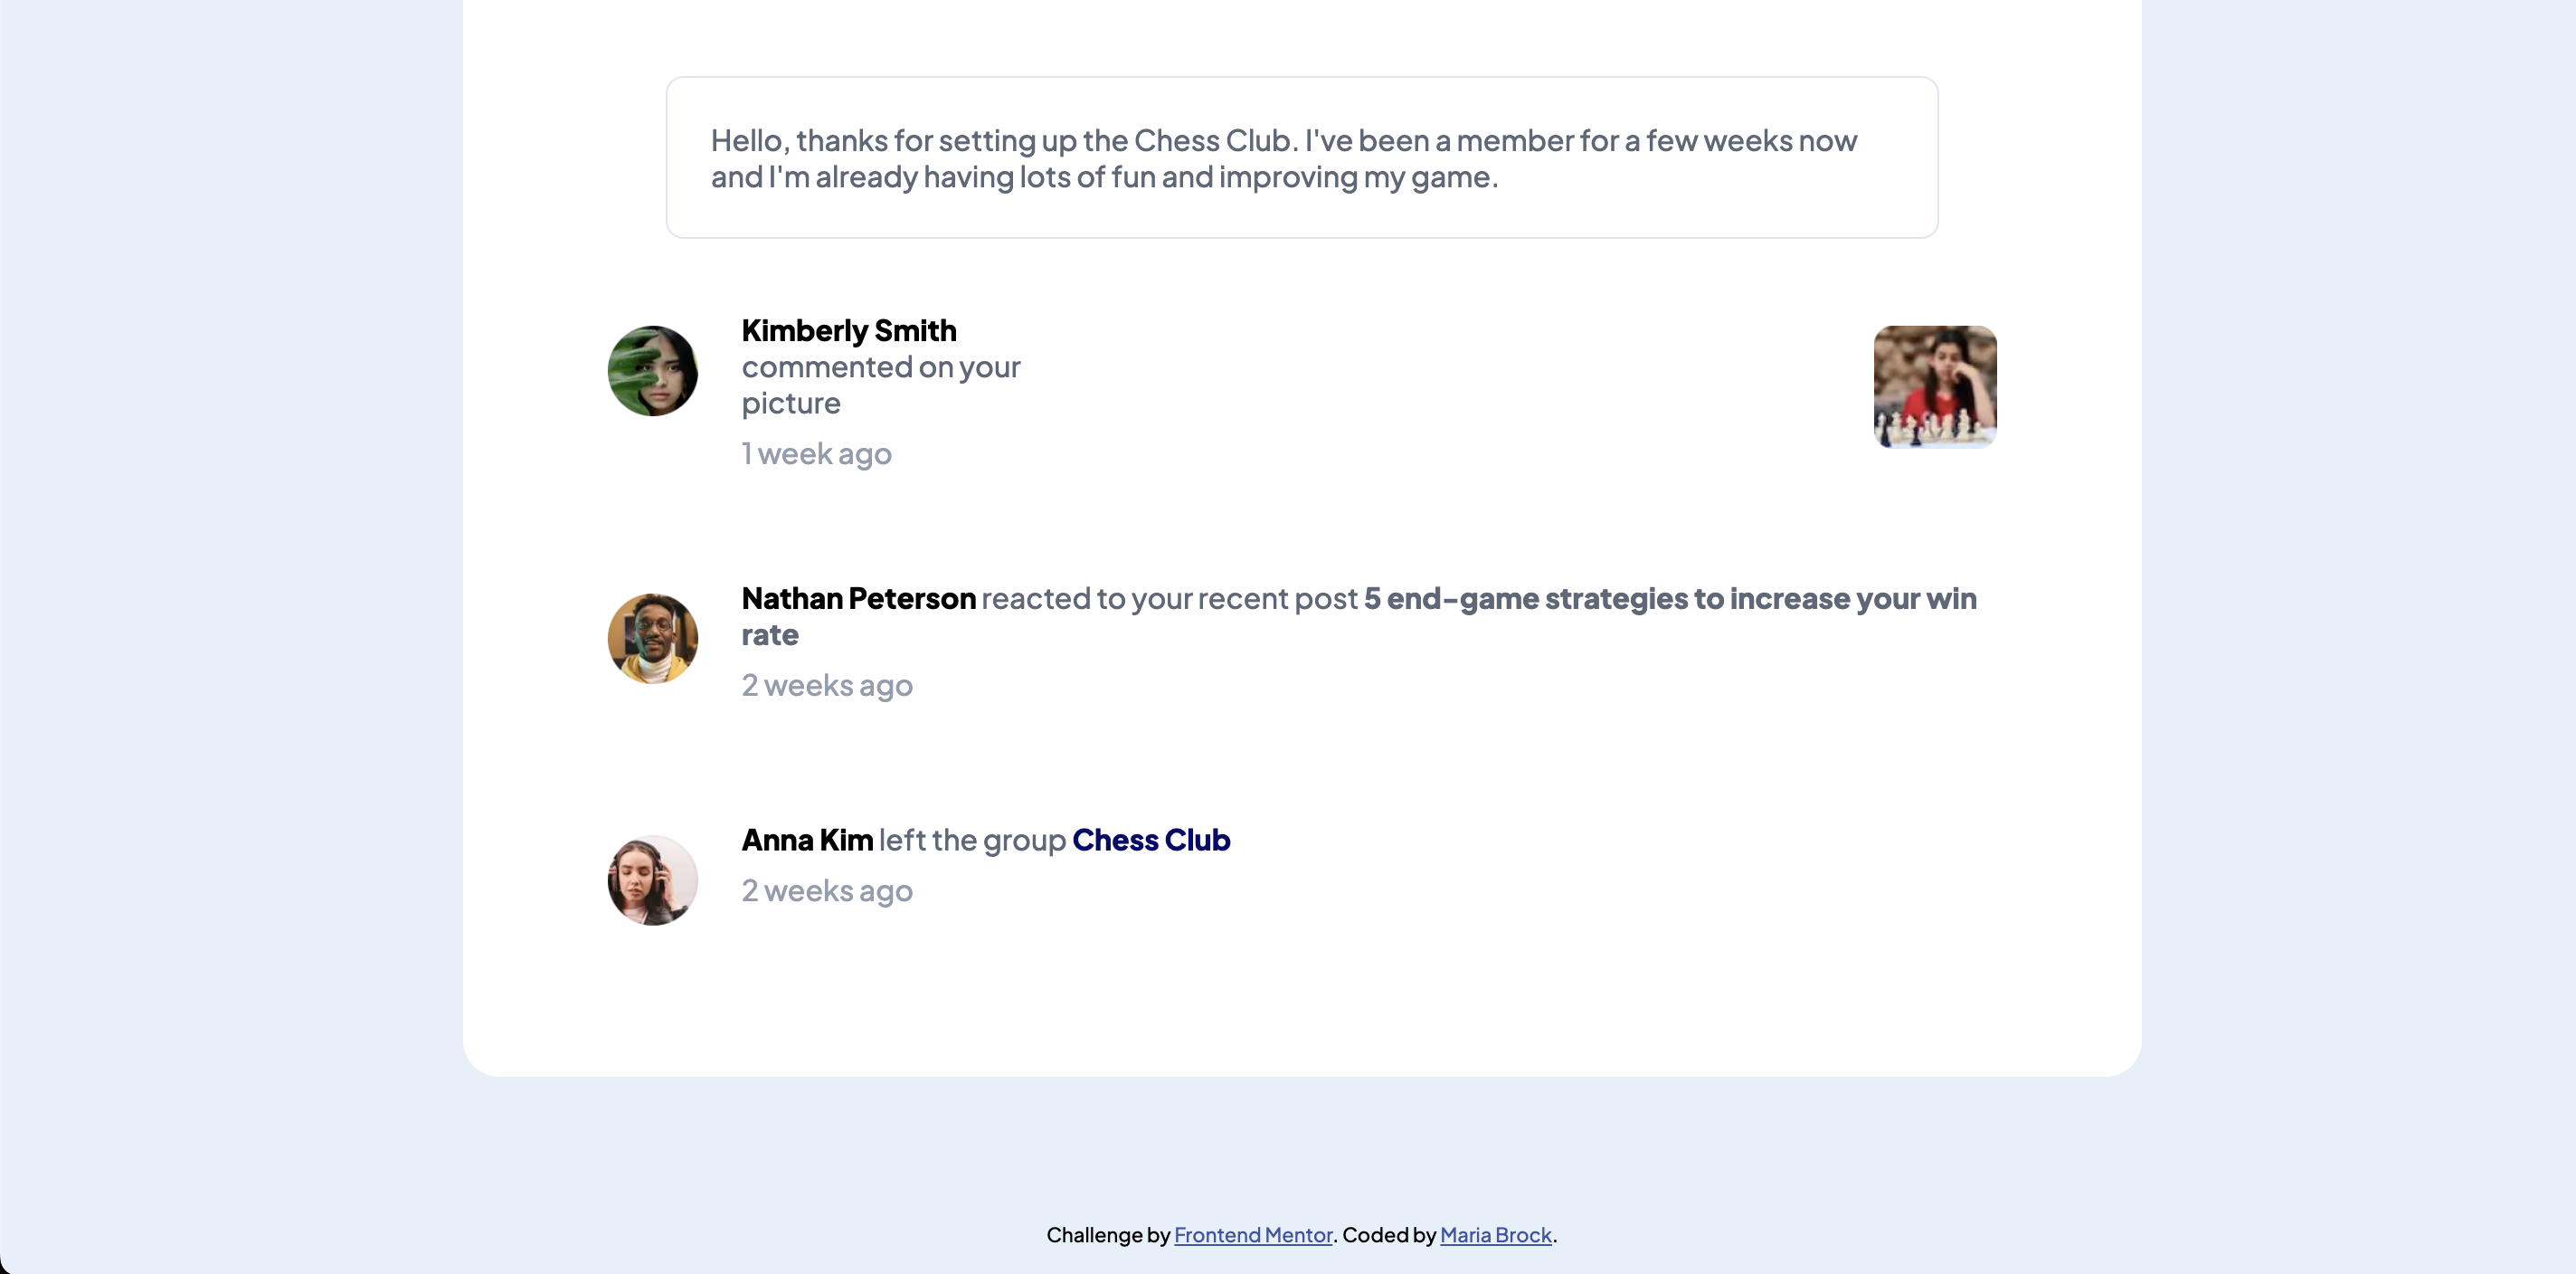 Hello, thanks for setting up the Chess Club. I've been a member for a few weeks now
and I'm already having lots of fun and improving my game.
Kimberly Smith
commented on your
picture
1 week ago
Nathan Peterson reacted to your recent post 5 end-game strategies to increase your win
rate
2 weeks ago
Anna Kim left the group Chess Club
2 weeks ago
Challenge by Frontend Mentor. Coded by Maria Brock.